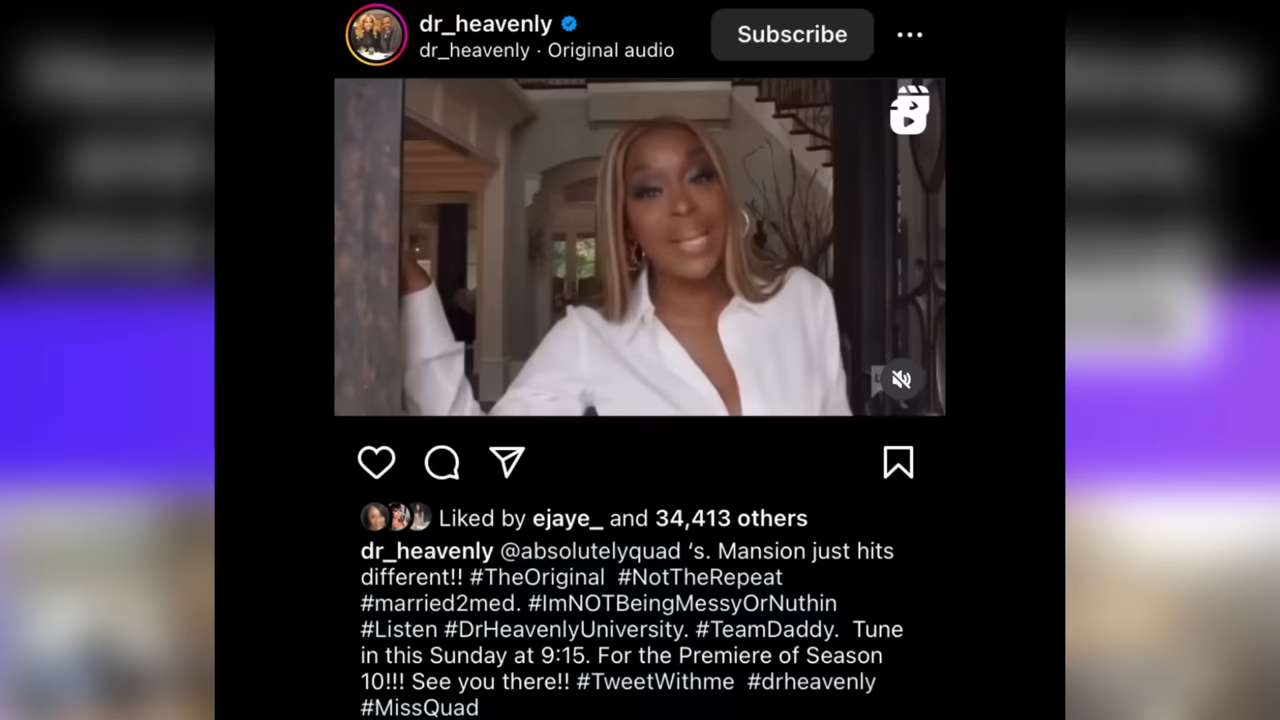 dr_heavenly
dr_heavenly · Original audio
Subscribe
Liked by ejaye_ and 34,413 others
dr_heavenly @absolutelyquad ‘s. Mansion just hits
different!! #TheOriginal #NotTheRepeat
#married2med. #ImNOTBeingMessyOrNuthin
#Listen #DrHeavenlyUniversity. #TeamDaddy. Tune
in this Sunday at 9:15. For the Premiere of Season
10!!! See you there!! #TweetWithme #drheavenly
#MissQuad